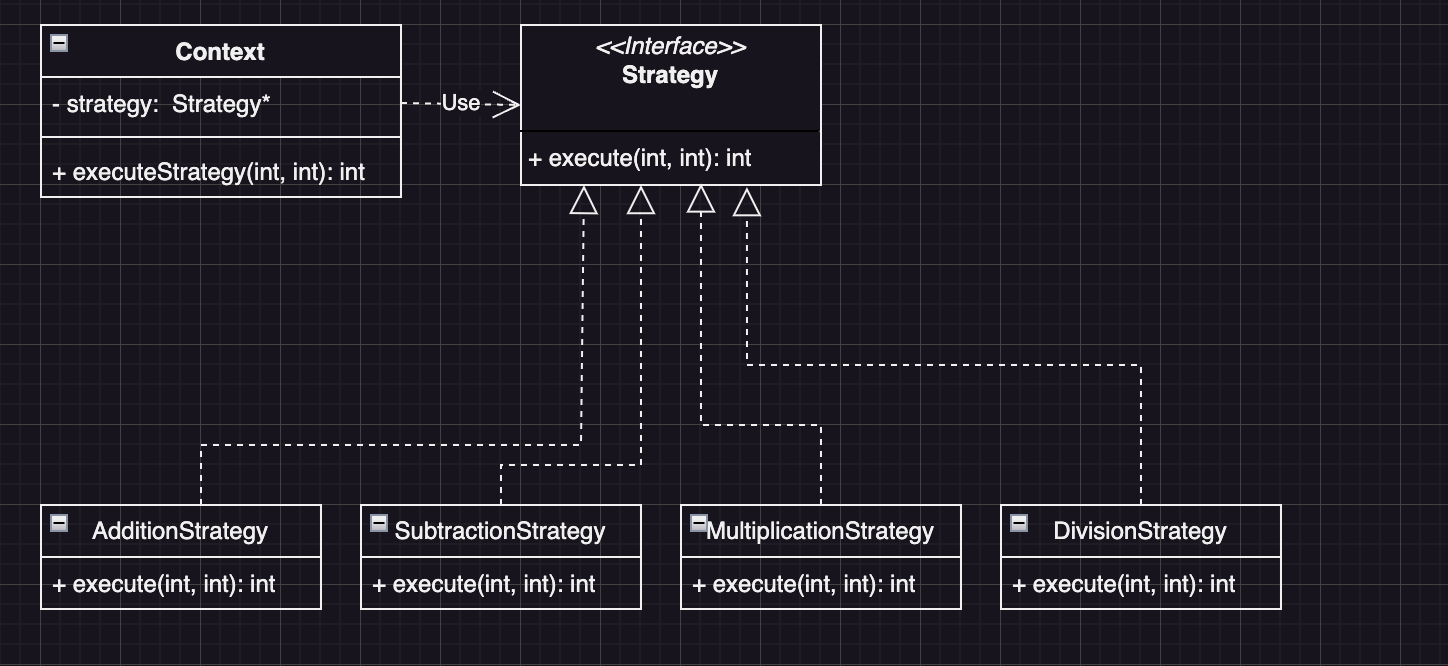 Context
- strategy: Strategy*
+ executeStrategy(int, int): int
Use
<<Interface>>
Strategy
+ execute(int, int): int
AdditionStrategy
+ execute(int, int): int
SubtractionStrategy
+ execute(int, int): int
MultiplicationStrategy
+ execute(int, int): int
DivisionStrategy
+ execute(int, int): int